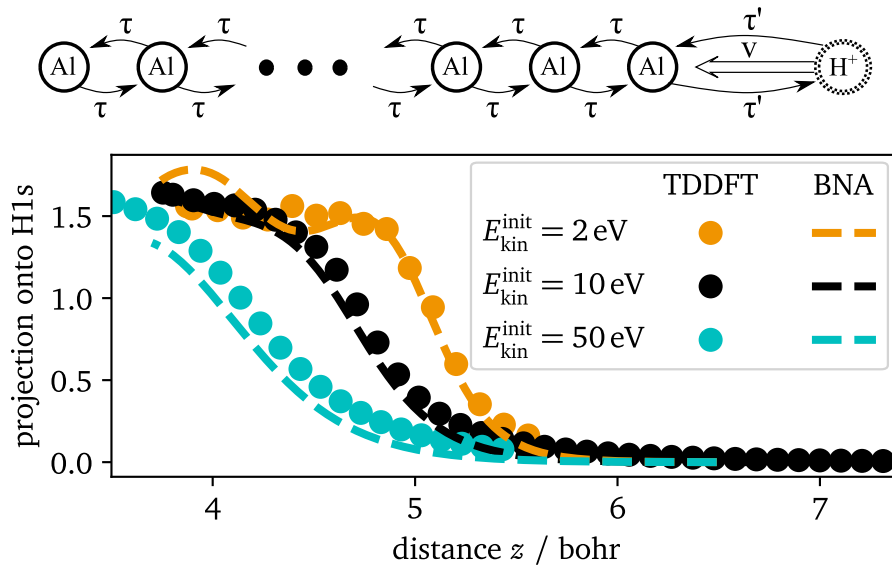 τ τ τ τ τ τ'
Al Al Al Al Al v H⁺
τ τ τ τ τ τ'
TDDFT BNA
E_kin^init = 2 eV
E_kin^init = 10 eV
E_kin^init = 50 eV
projection onto H1s
1.5
1.0
0.5
0.0
4 5 6 7
distance z / bohr